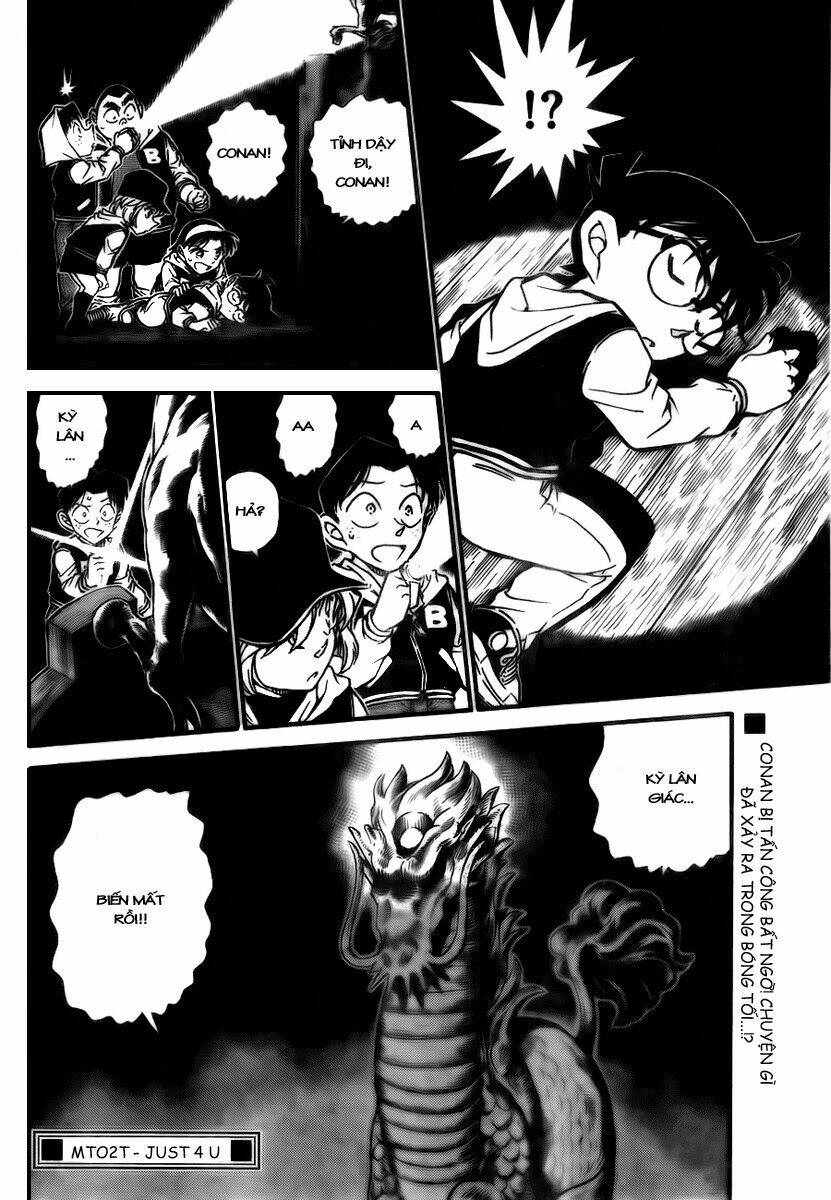 !?
TỈNH DẬY
ĐI,
CONAN!
CONAN!
A
AA
HẢ?
KỲ
LÂN
...
B
B
KỲ LÂN
GIÁC...
BIẾN MẤT
RỒI!!
CONAN BỊ TẤN CÔNG BẤT NGỜ! CHUYỆN GÌ
ĐÃ XẢY RA TRONG BÓNG TỐI...!?
MTO2T - JUST 4 U